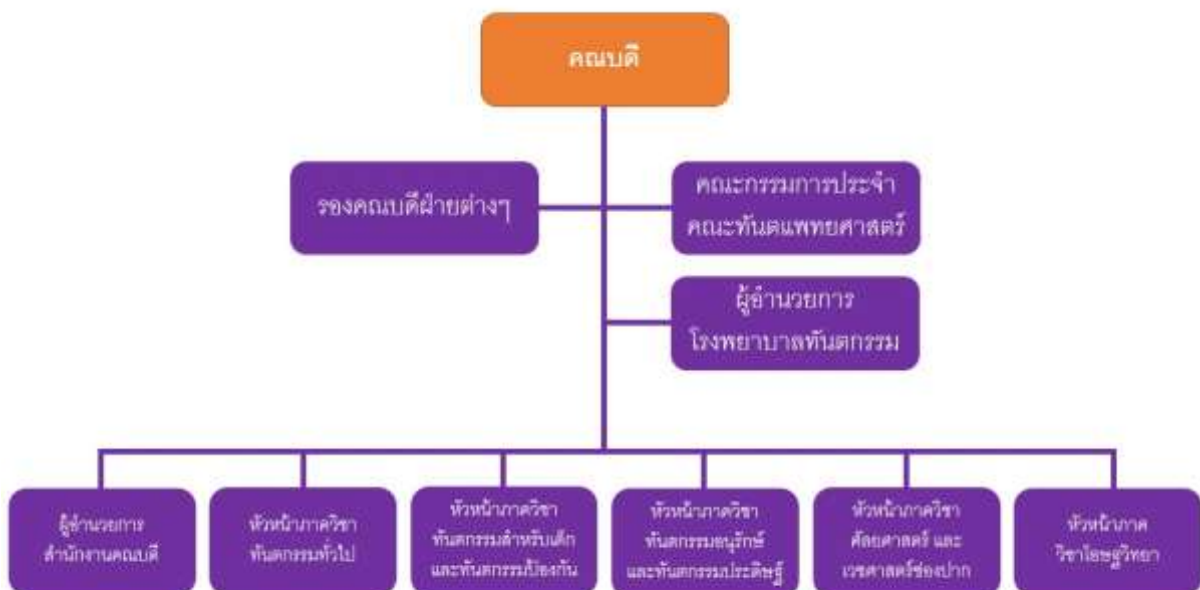 คณบดี
รองคณบดีฝ่ายต่างๆ
คณะกรรมการประจำ
คณะทันตแพทยศาสตร์
ผู้อำนวยการ
โรงพยาบาลทันตกรรม
ผู้อำนวยการ
สำนักงานคณบดี
หัวหน้าภาควิชา
ทันตกรรมทั่วไป
หัวหน้าภาควิชา
ทันตกรรมสำหรับเด็ก
และทันตกรรมป้องกัน
หัวหน้าภาควิชา
ทันตกรรมอนุรักษ์
และทันตกรรมประดิษฐ์
หัวหน้าภาควิชา
ศัลยศาสตร์ และ
เวชศาสตร์ช่องปาก
หัวหน้าภาค
วิชาโอษฐวิทยา